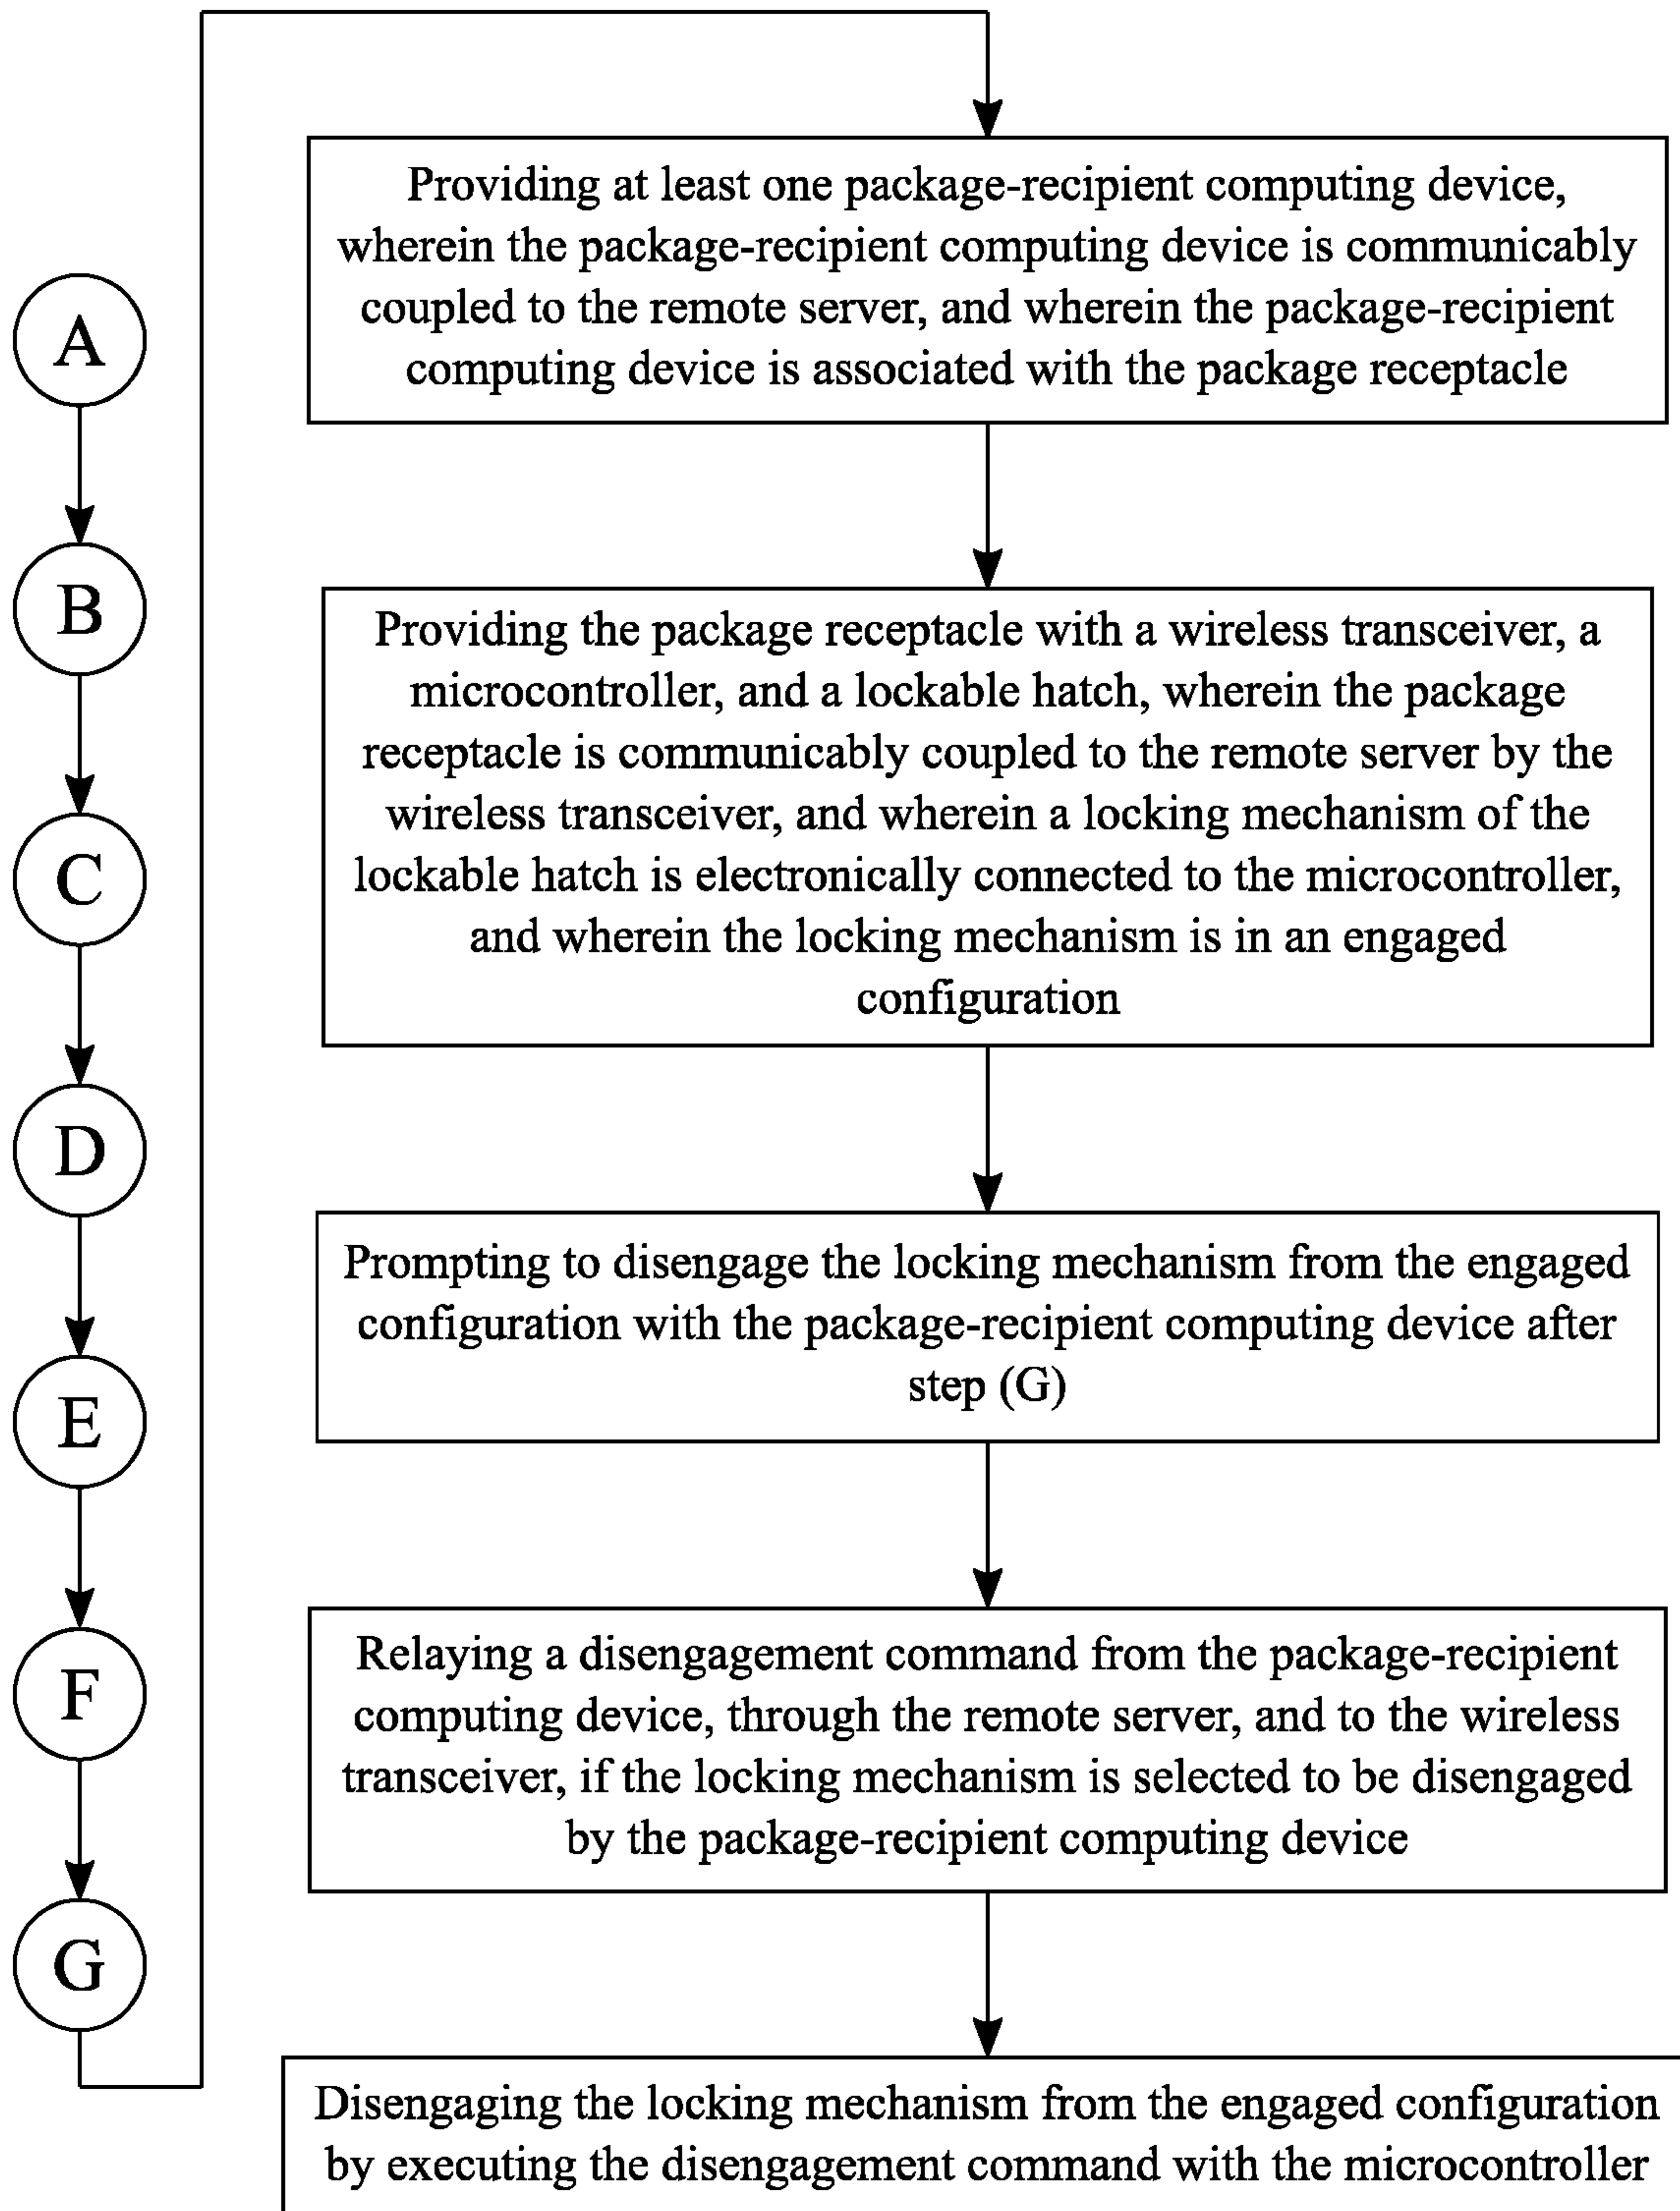 A
B
C
D
E
F
G
Providing at least one package-recipient computing device,
wherein the package-recipient computing device is communicably
coupled to the remote server, and wherein the package-recipient
computing device is associated with the package receptacle
Providing the package receptacle with a wireless transceiver, a
microcontroller, and a lockable hatch, wherein the package
receptacle is communicably coupled to the remote server by the
wireless transceiver, and wherein a locking mechanism of the
lockable hatch is electronically connected to the microcontroller,
and wherein the locking mechanism is in an engaged
configuration
Prompting to disengage the locking mechanism from the engaged
configuration with the package-recipient computing device after
step (G)
Relaying a disengagement command from the package-recipient
computing device, through the remote server, and to the wireless
transceiver, if the locking mechanism is selected to be disengaged
by the package-recipient computing device
Disengaging the locking mechanism from the engaged configuration
by executing the disengagement command with the microcontroller